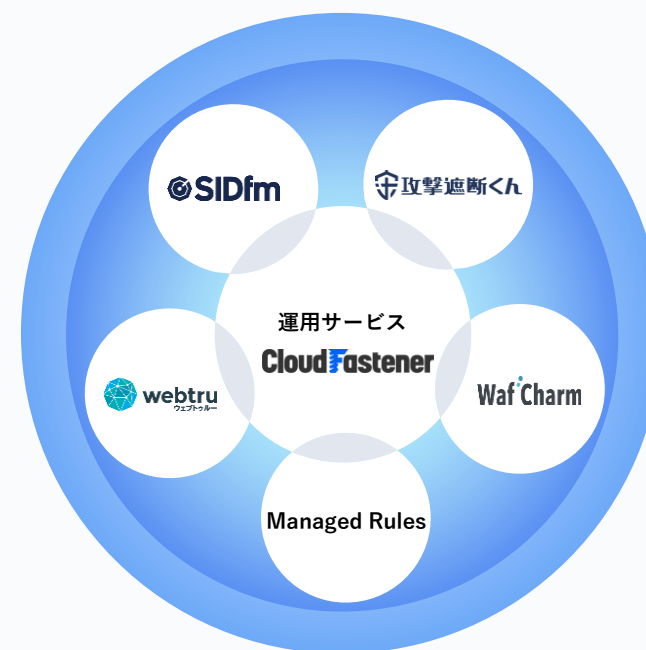 SIDfm
攻撃遮断くん
運用サービス
CloudFastener
webtru
ウェブトゥルー
WafCharm
Managed Rules